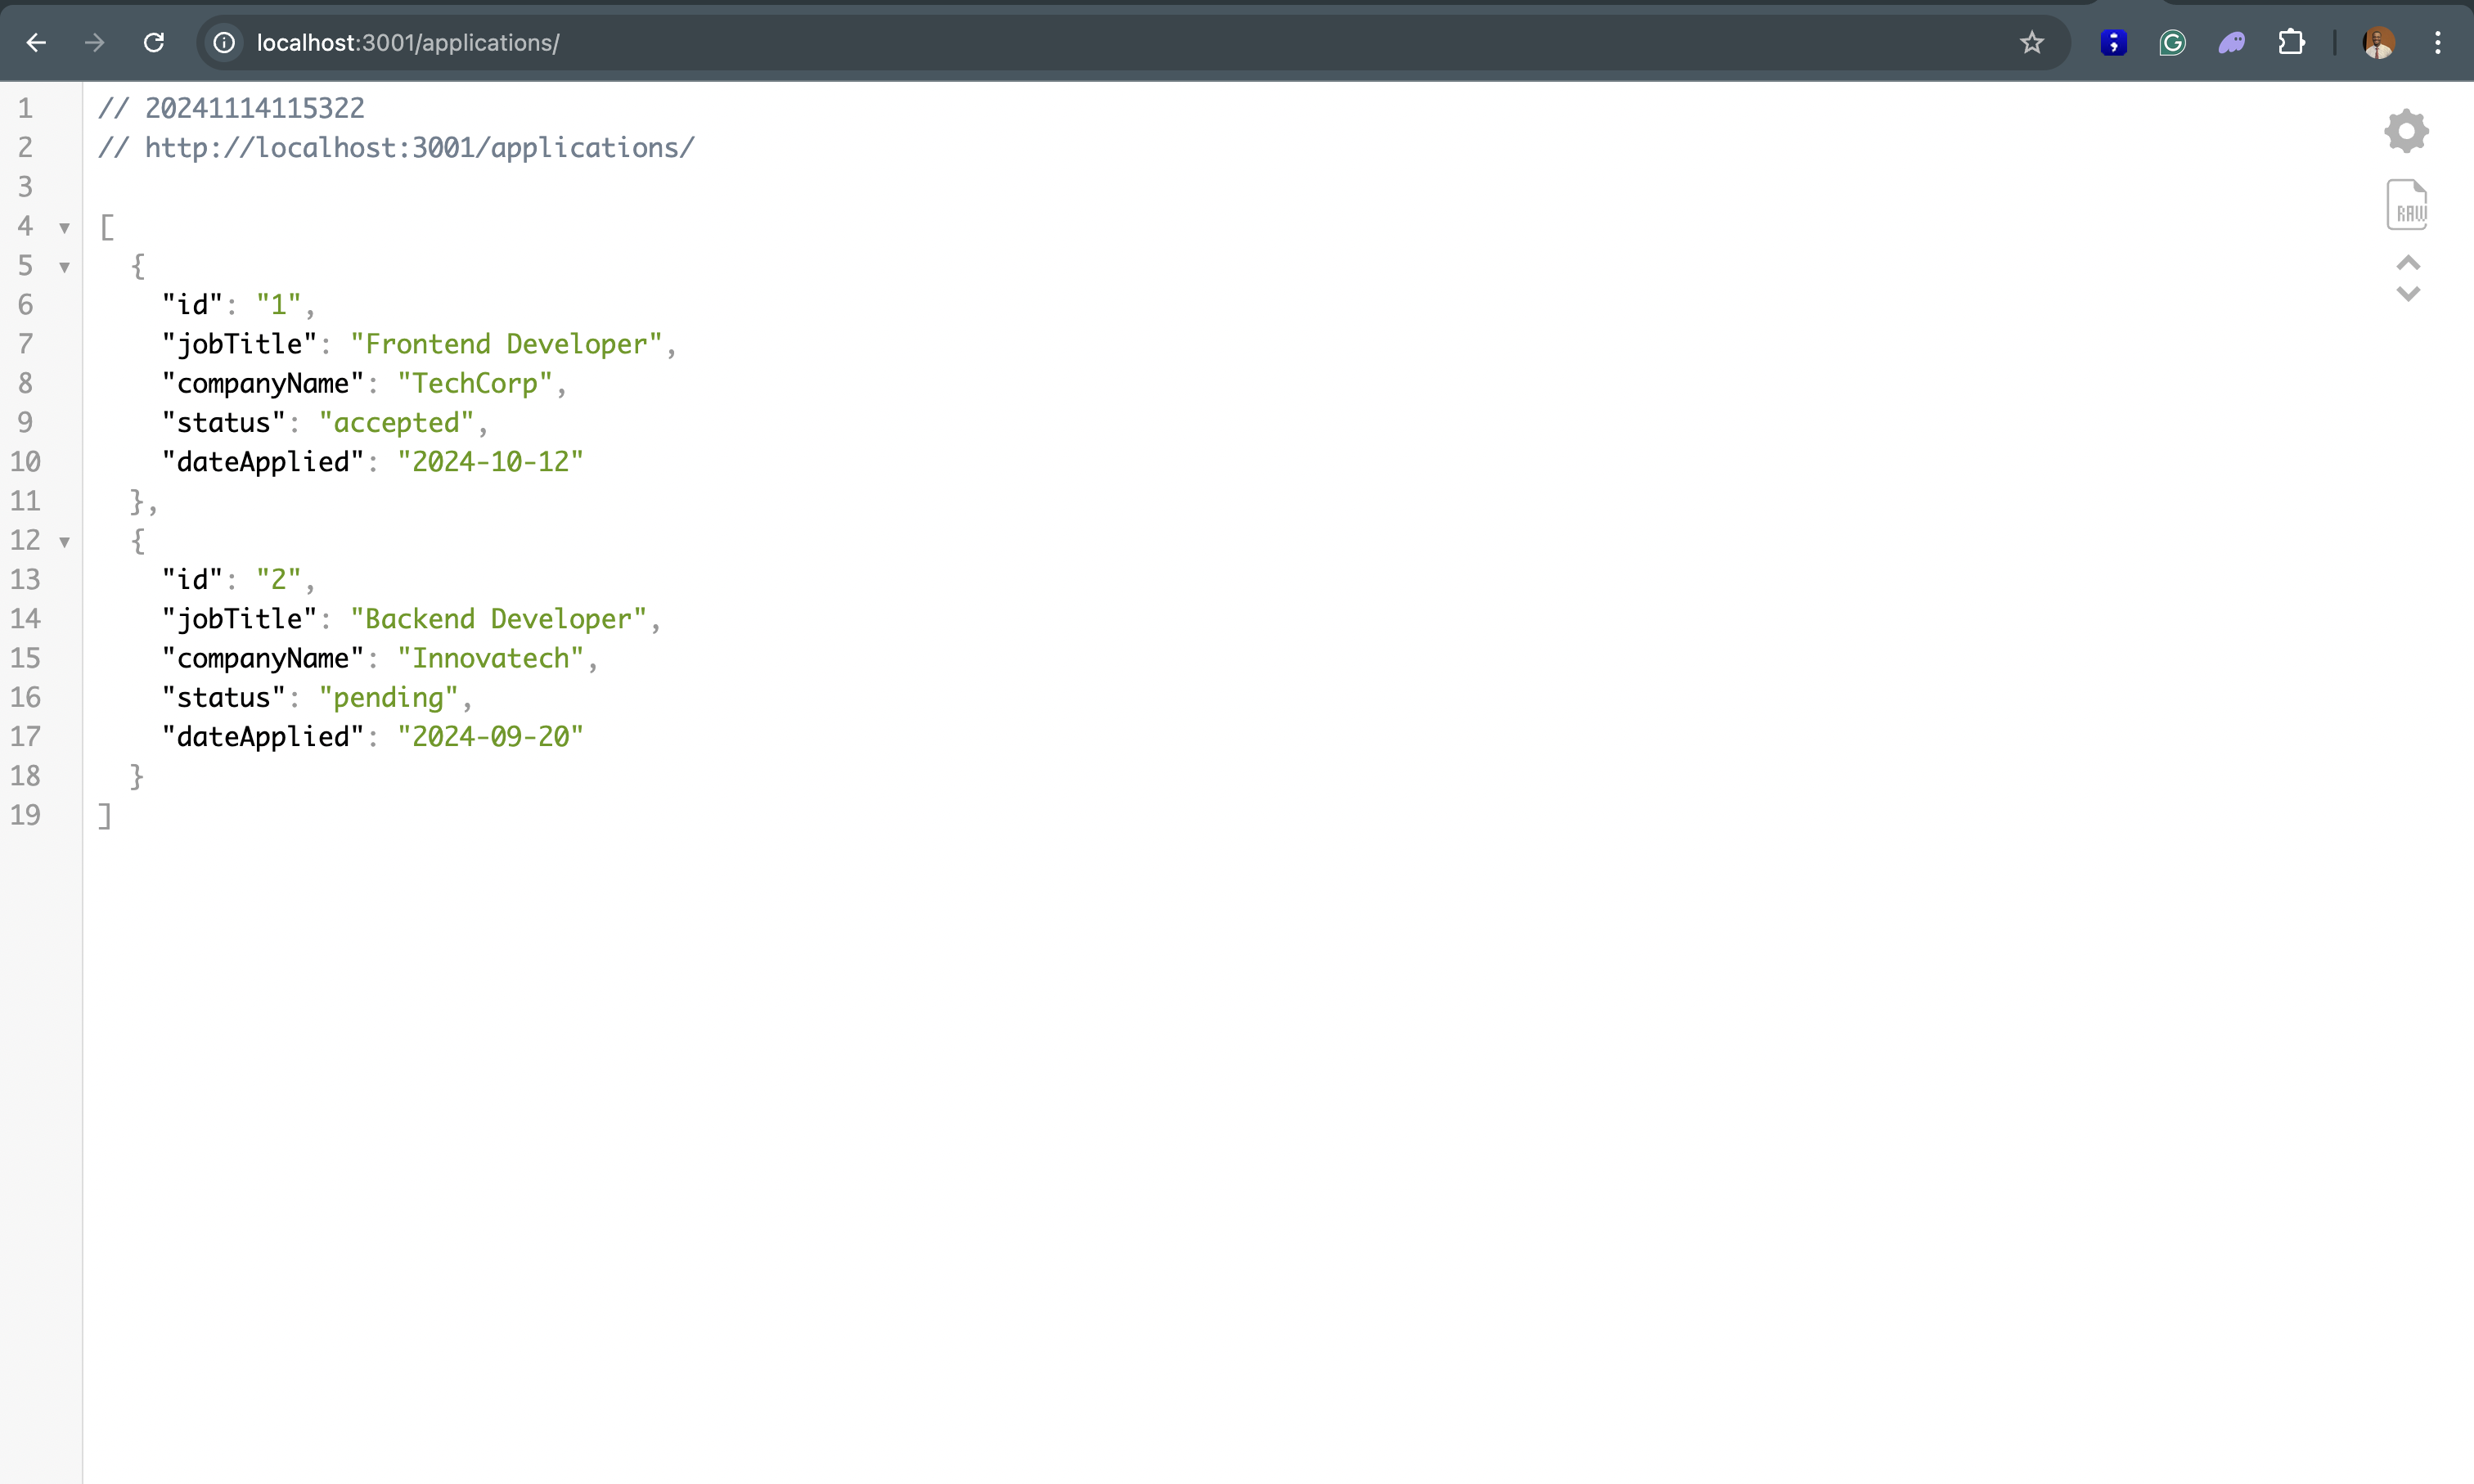 localhost:3001/applications/
1 // 20241114115322
2 // http://localhost:3001/applications/
3
4 [
5 {
6 "id": "1",
7 "jobTitle": "Frontend Developer",
8 "companyName": "TechCorp",
9 "status": "accepted",
10 "dateApplied": "2024-10-12"
11 },
12 {
13 "id": "2",
14 "jobTitle": "Backend Developer",
15 "companyName": "Innovatech",
16 "status": "pending",
17 "dateApplied": "2024-09-20"
18 }
19 ]
RAW